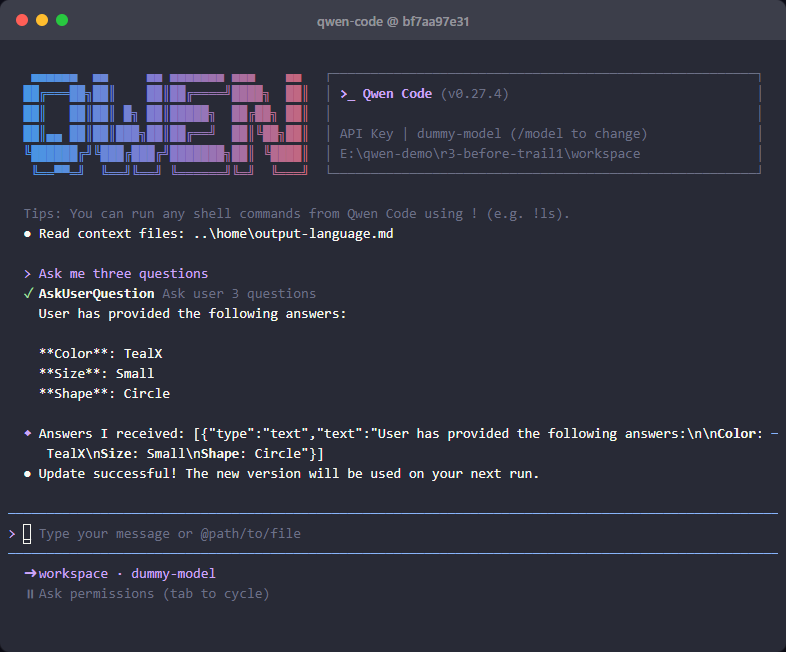 qwen-code @ bf7aa97e31
QWEN
>_ Qwen Code (v0.27.4)
API Key | dummy-model (/model to change)
E:\qwen-demo\r3-before-trail1\workspace
Tips: You can run any shell commands from Qwen Code using ! (e.g. !ls).
● Read context files: ..\home\output-language.md
> Ask me three questions
✓ AskUserQuestion Ask user 3 questions
User has provided the following answers:
**Color**: TealX
**Size**: Small
**Shape**: Circle
✦ Answers I received: [{"type":"text","text":"User has provided the following answers:\n\nColor: –
TealX\nSize: Small\nShape: Circle"}]
● Update successful! The new version will be used on your next run.
> Type your message or @path/to/file
➜ workspace · dummy-model
⏸ Ask permissions (tab to cycle)